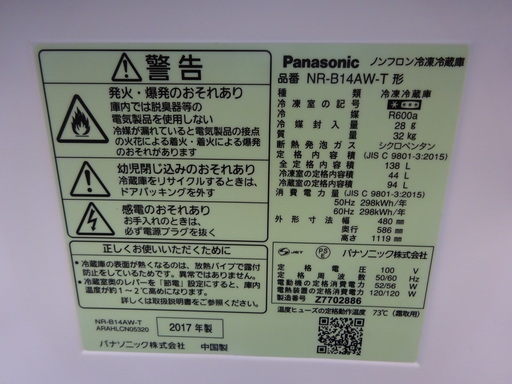 警告
発火・爆発のおそれあり
庫内では脱臭器等の
電気製品を使用しない
冷媒が漏れていると電気製品の接点
の火花による着火・着火による爆発
のおそれあり
幼児閉じ込めのおそれあり
冷蔵庫をリサイクルするときは、
ドアパッキングを外す
感電のおそれあり
お手入れのときは、
必ず電源プラグを抜く
正しくお使いいただくために
●冷蔵庫の表面が熱くなるのは、放熱パイプで露付
防止をしているためです。異常ではありません。
●冷蔵室奥のレバーを「節電」設定にすると、庫内
温度が約1～2℃高めになります。
詳しくは取扱説明書をご覧ください。
NR-B14AW-T
ARAHLCN05320
2017年製
パナソニック株式会社 中国製
Panasonic ノンフロン冷凍冷蔵庫
品番 NR-B14AW-T 形
種類 冷凍冷蔵庫
冷凍室の記号
冷媒 R600a
冷媒封入量 28 g
質量 32 kg
断熱発泡ガス シクロペンタン
定格内容積 (JIS C 9801-3:2015)
全定格内容積 138 L
冷凍室の定格内容積 44 L
冷蔵室の定格内容積 94 L
消費電力量 (JIS C 9801-3:2015)
50Hz 298kWh/年
60Hz 298kWh/年
外形寸法 幅 480 mm
奥行 586 mm
高さ 1119 mm
JET PSE パナソニック株式会社
定格電圧 100 V
定格周波数 50/60 Hz
電動機の定格消費電力 52/56 W
電熱装置の定格消費電力 120/120 W
製造番号 Z7702886
温度ヒューズの定格動作温度 73℃(霜取用)